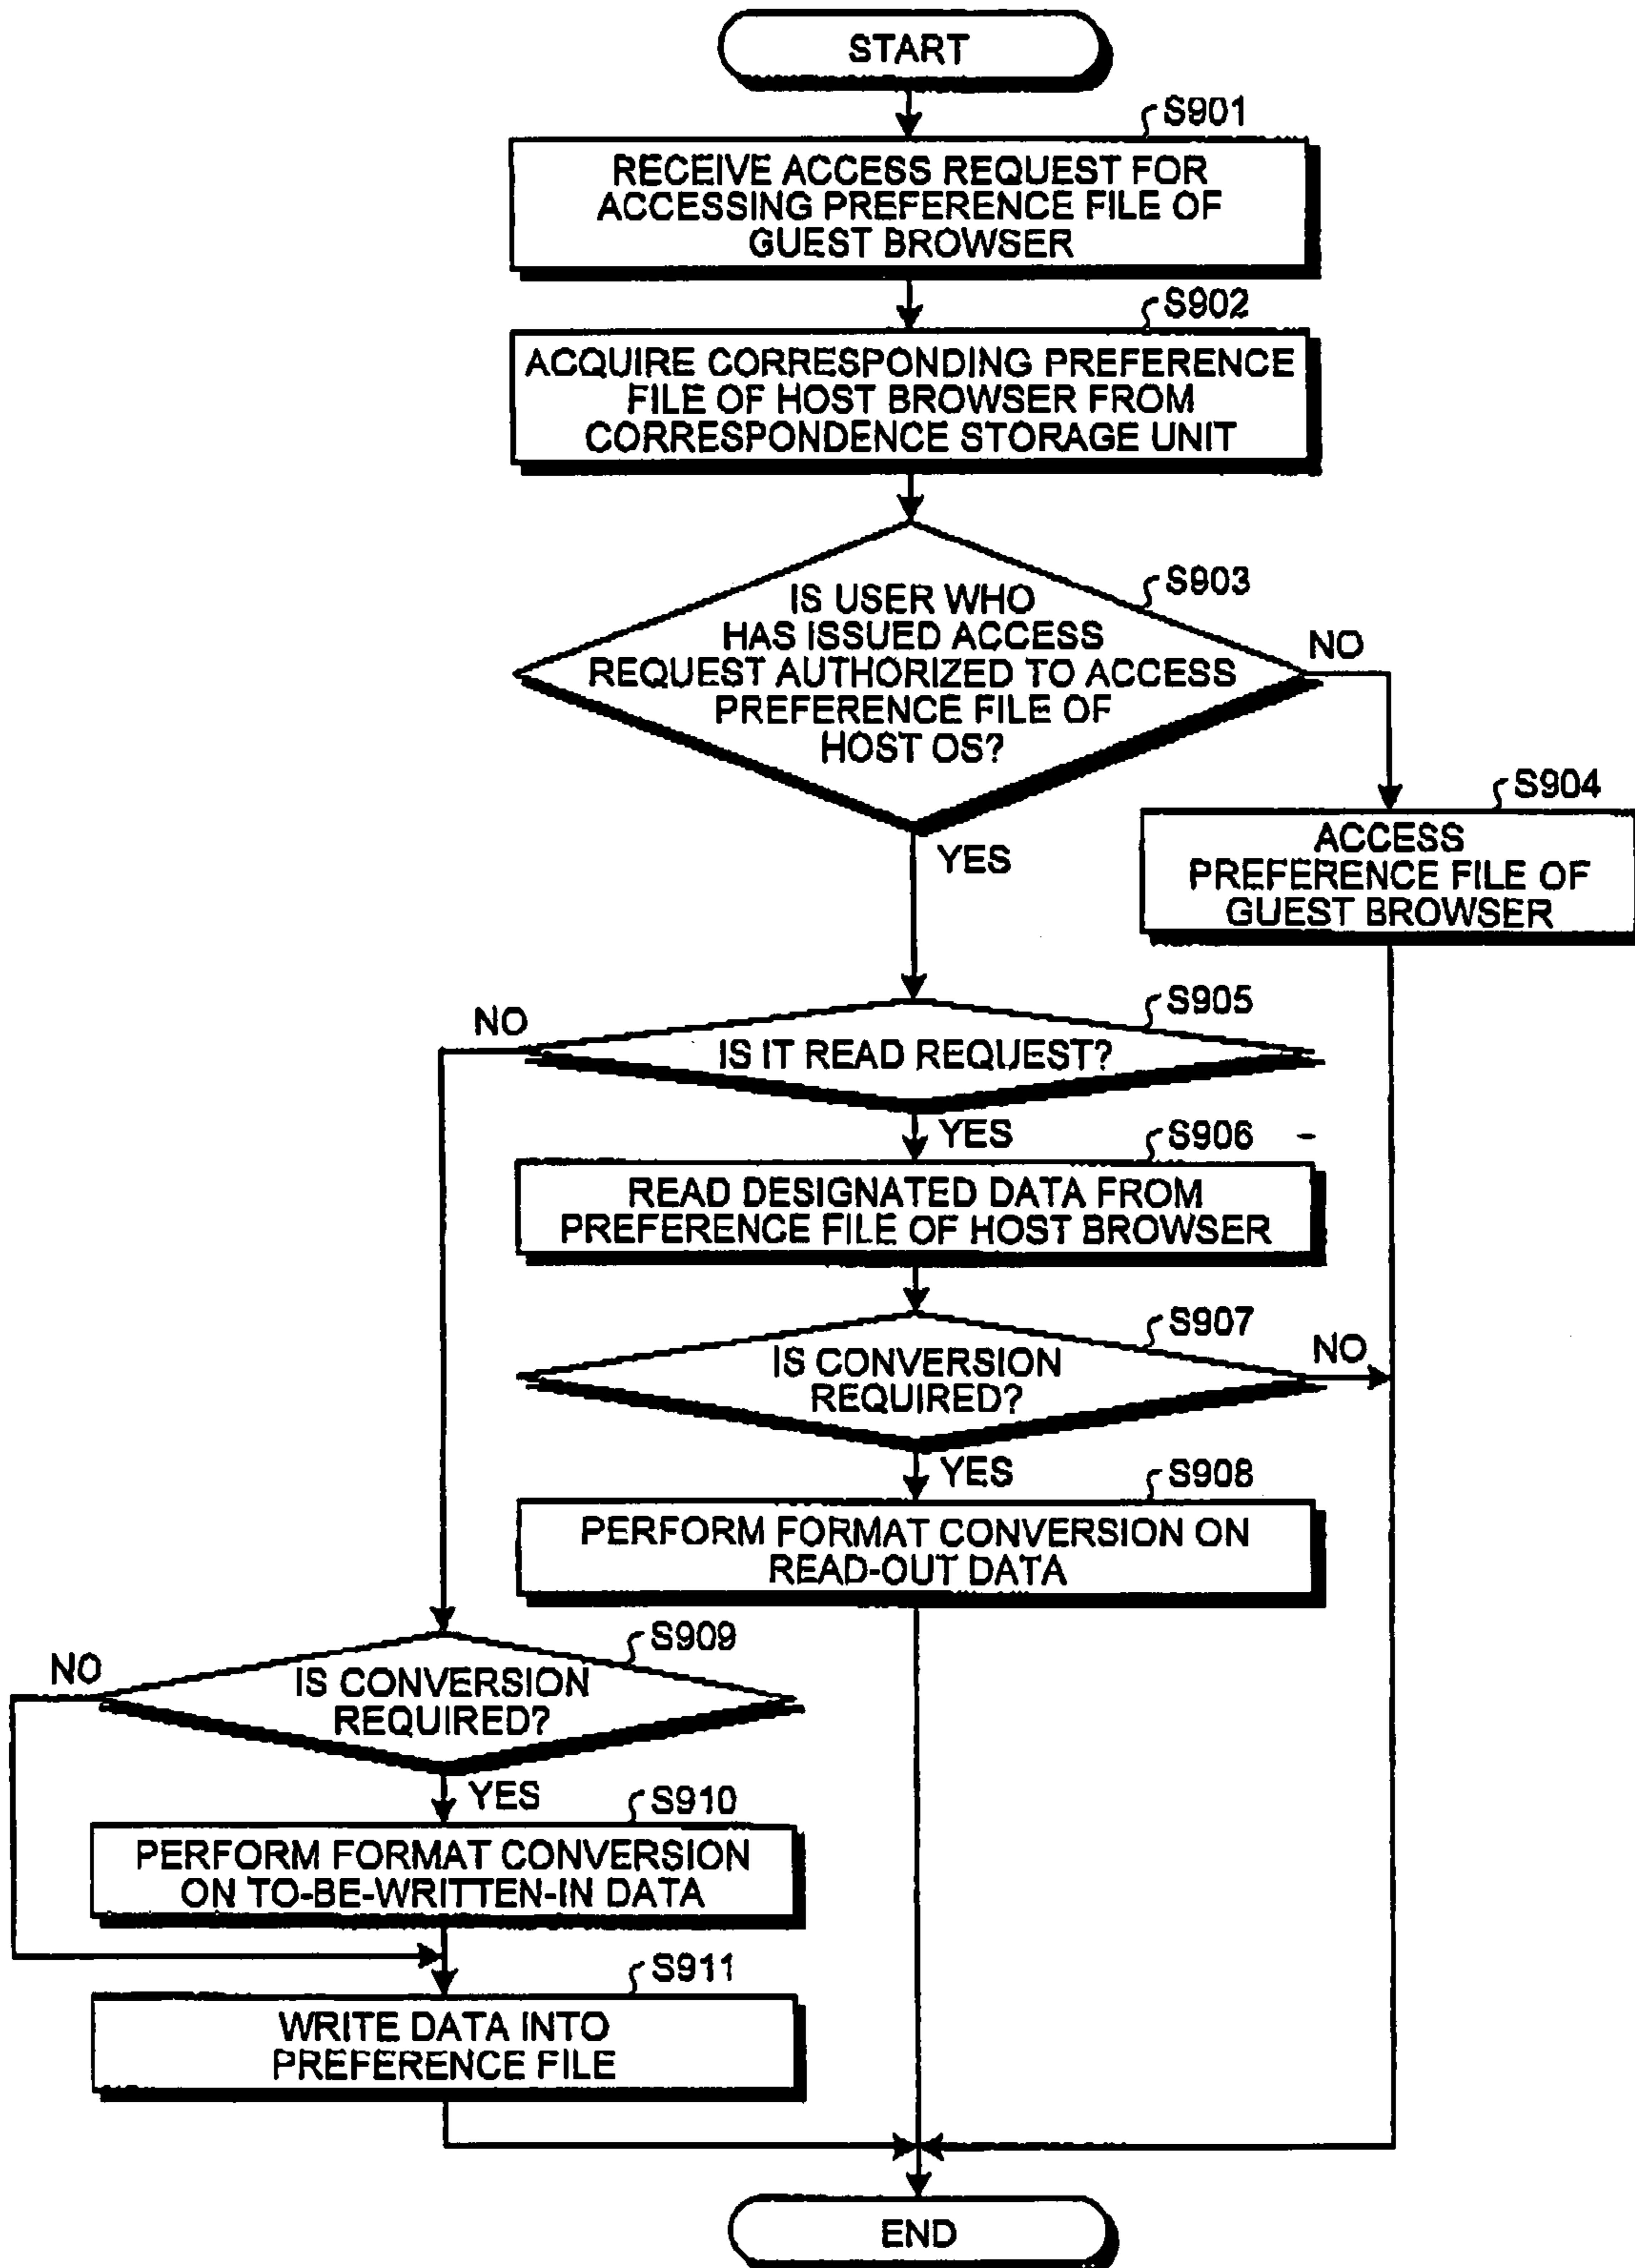 START
S901
RECEIVE ACCESS REQUEST FOR
ACCESSING PREFERENCE FILE OF
GUEST BROWSER
S902
ACQUIRE CORRESPONDING PREFERENCE
FILE OF HOST BROWSER FROM
CORRESPONDENCE STORAGE UNIT
S903
IS USER WHO
HAS ISSUED ACCESS
REQUEST AUTHORIZED TO ACCESS
PREFERENCE FILE OF
HOST OS?
NO
YES
S904
ACCESS
PREFERENCE FILE OF
GUEST BROWSER
S905
NO
IS IT READ REQUEST?
YES
S906
READ DESIGNATED DATA FROM
PREFERENCE FILE OF HOST BROWSER
S907
IS CONVERSION
REQUIRED?
NO
YES
S908
PERFORM FORMAT CONVERSION ON
READ-OUT DATA
S909
NO
IS CONVERSION
REQUIRED?
YES
S910
PERFORM FORMAT CONVERSION
ON TO-BE-WRITTEN-IN DATA
S911
WRITE DATA INTO
PREFERENCE FILE
END